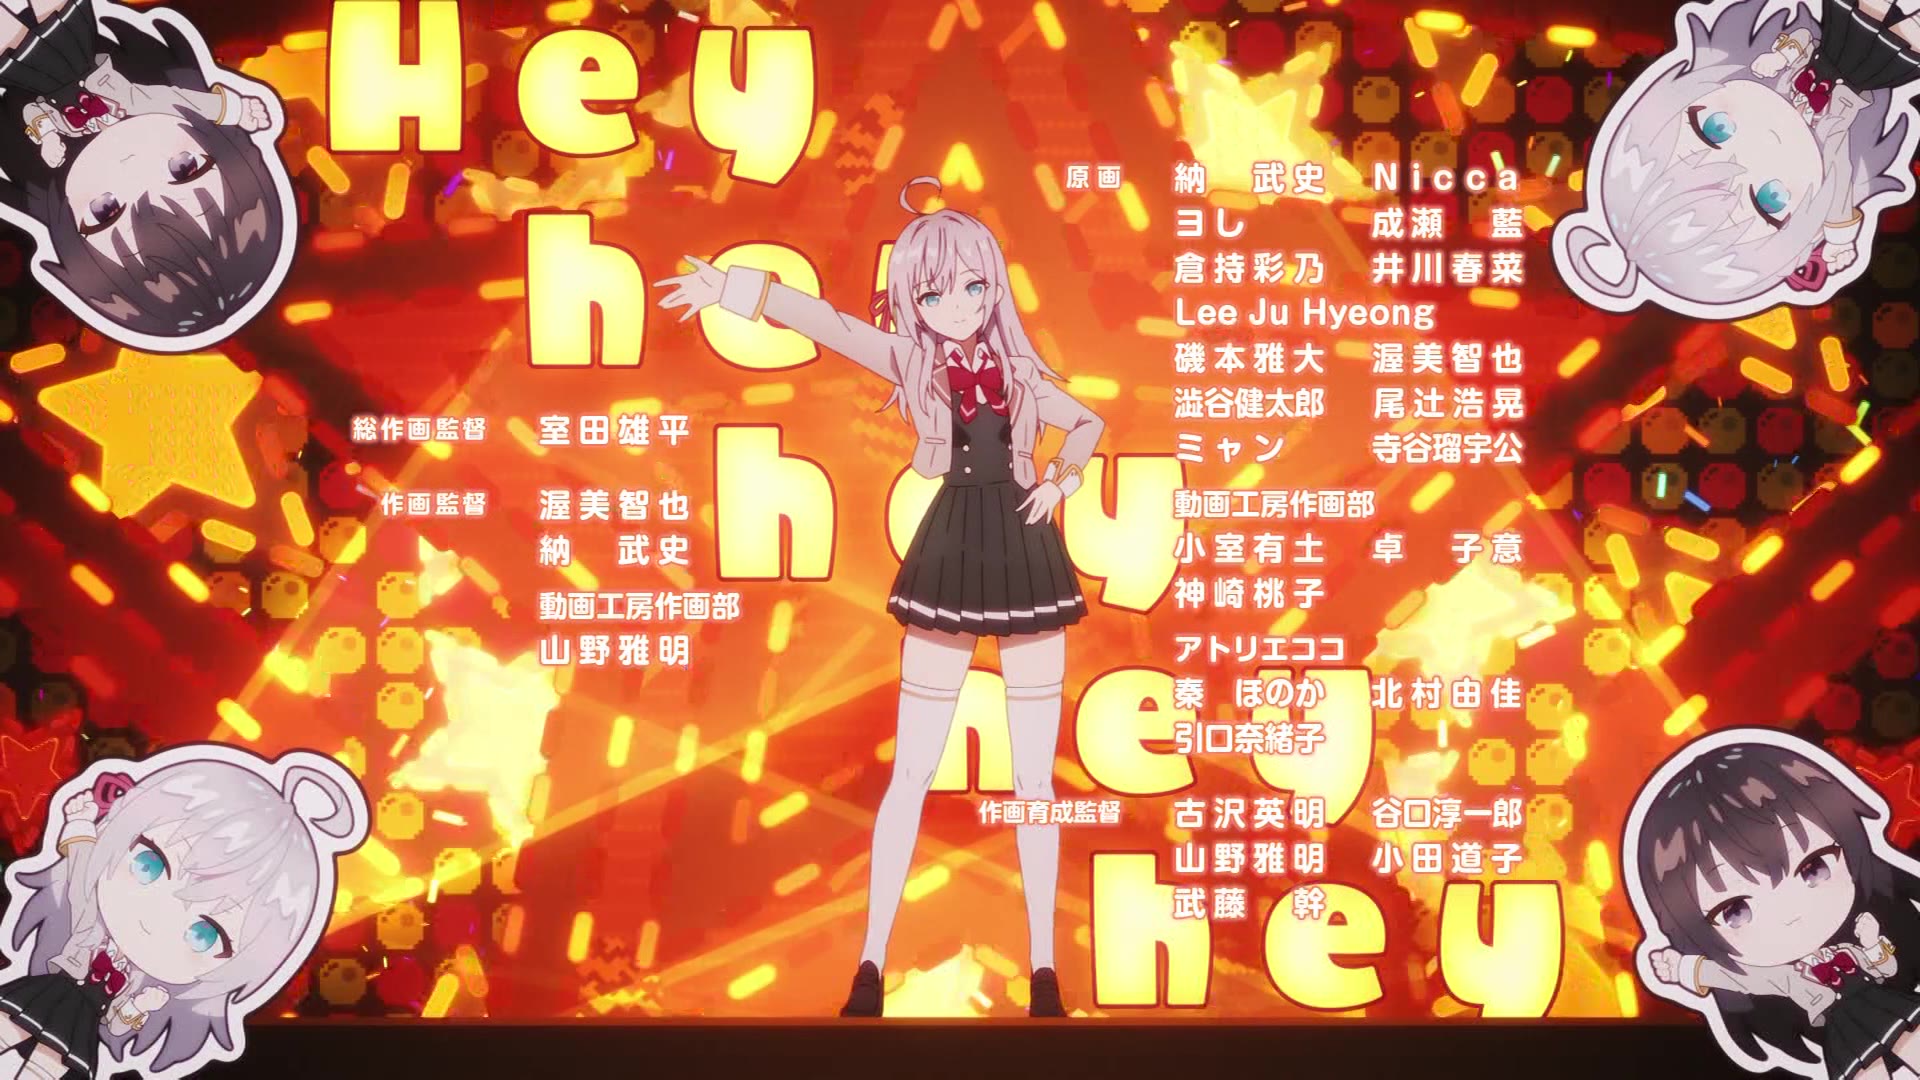 Hey
hey
hey
hey
hey
総作画監督 室田雄平
作画監督 渥美智也
納 武史
動画工房作画部
山野雅明
原画 納 武史 Nicca
ヨし 成瀬 藍
倉持彩乃 井川春菜
Lee Ju Hyeong
磯本雅大 渥美智也
澁谷健太郎 尾辻浩晃
ミャン 寺谷瑠宇公
動画工房作画部
小室有土 卓 子意
神崎桃子
アトリエココ
秦 ほのか 北村由佳
引口奈緒子
作画育成監督 古沢英明 谷口淳一郎
山野雅明 小田道子
武藤 幹